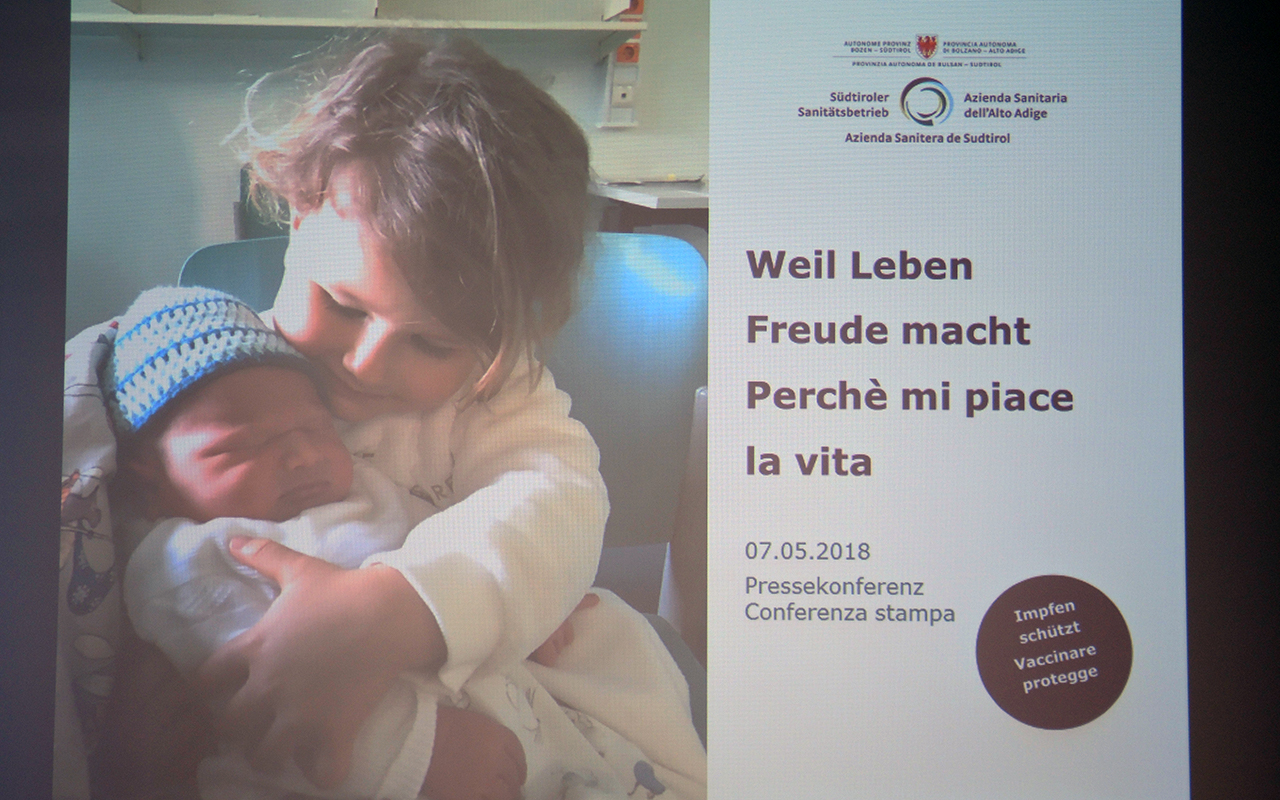 AUTONOME PROVINZ
BOZEN – SÜDTIROL
PROVINCIA AUTONOMA
DI BOLZANO – ALTO ADIGE
PROVINZIA AUTONOMA DE BULSAN – SUDTIROL
Südtiroler
Sanitätsbetrieb
Azienda Sanitaria
dell'Alto Adige
Azienda Sanitera de Sudtirol
Weil Leben
Freude macht
Perchè mi piace
la vita
07.05.2018
Pressekonferenz
Conferenza stampa
Impfen
schützt
Vaccinare
protegge